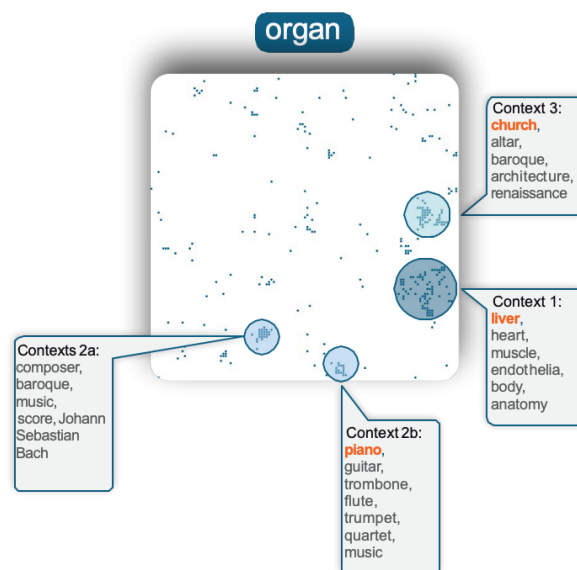 organ
Context 3:
church,
altar,
baroque,
architecture,
renaissance
Context 1:
liver,
heart,
muscle,
endothelia,
body,
anatomy
Contexts 2a:
composer,
baroque,
music,
score, Johann
Sebastian
Bach
Context 2b:
piano,
guitar,
trombone,
flute,
trumpet,
quartet,
music